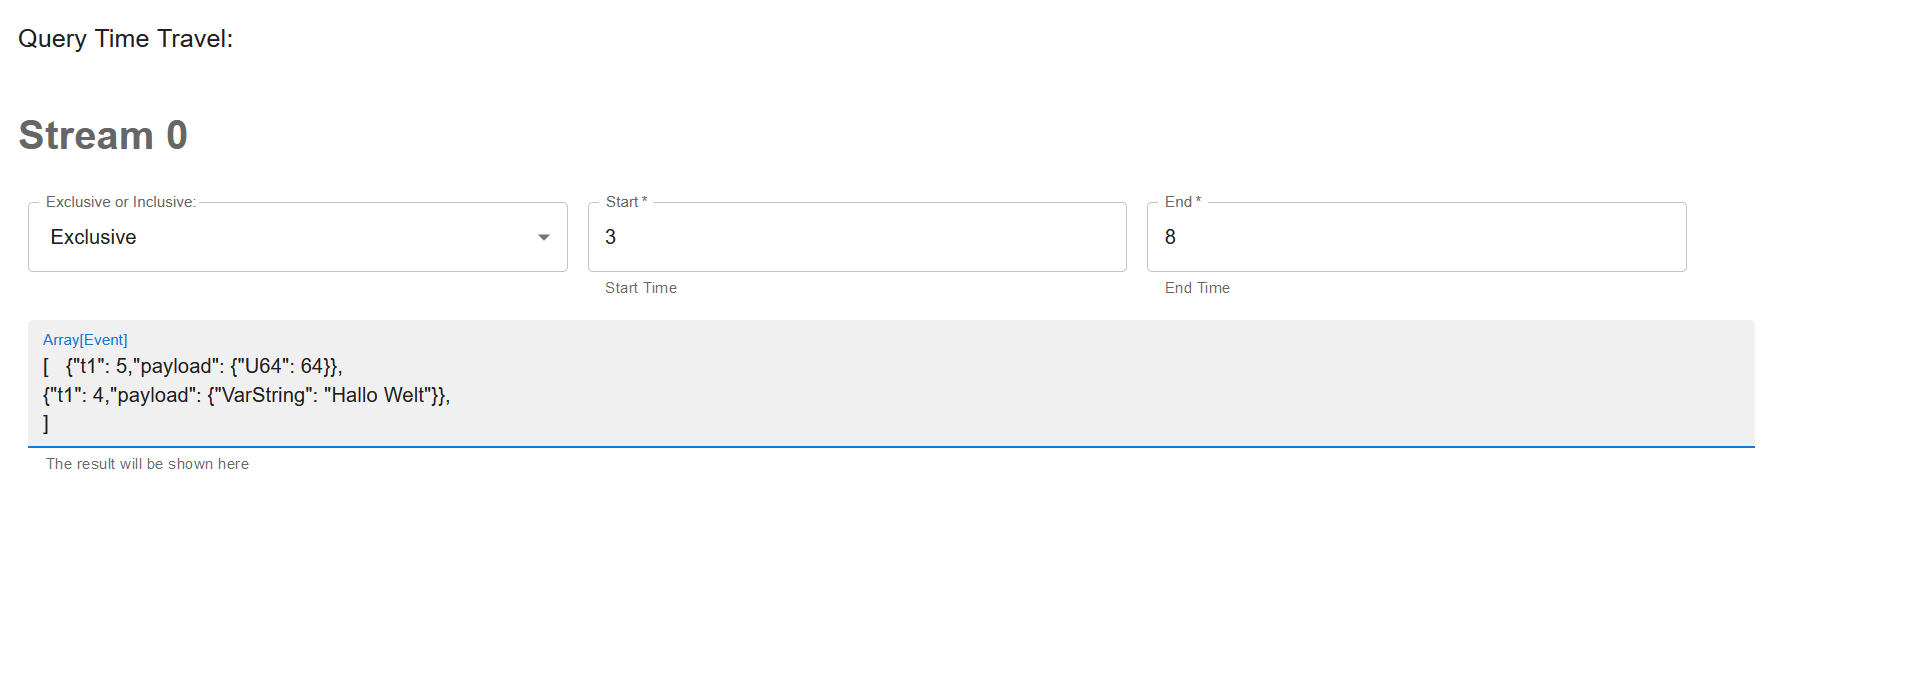 Query Time Travel:
Stream 0
Exclusive or Inclusive:
Exclusive
Start *
3
Start Time
End *
8
End Time
Array[Event]
[   {"t1": 5,"payload": {"U64": 64}},
{"t1": 4,"payload": {"VarString": "Hallo Welt"}},
]
The result will be shown here